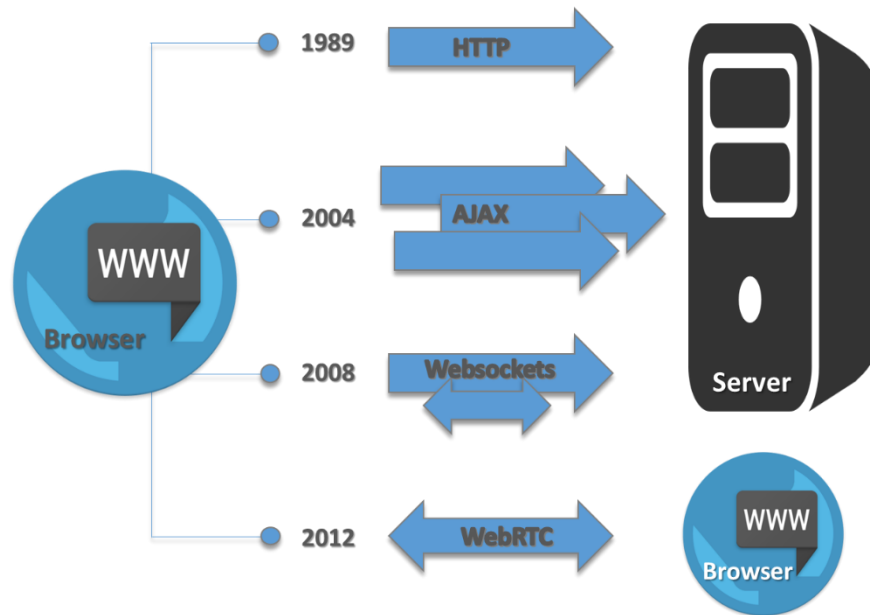 1989
HTTP
2004
AJAX
WWW
Browser
2008
Websockets
Server
2012
WebRTC
WWW
Browser